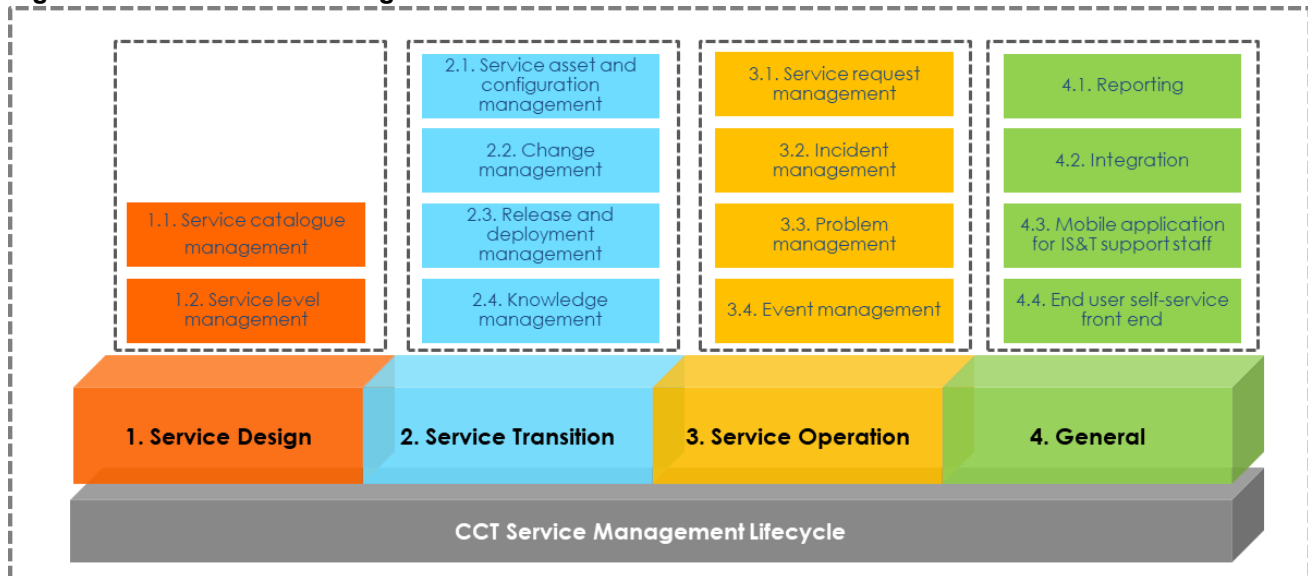 1.1. Service catalogue
management
1.2. Service level
management
2.1. Service asset and
configuration
management
2.2. Change
management
2.3. Release and
deployment
management
2.4. Knowledge
management
3.1. Service request
management
3.2. Incident
management
3.3. Problem
management
3.4. Event management
4.1. Reporting
4.2. Integration
4.3. Mobile application
for IS&T support staff
4.4. End user self-service
front end
1. Service Design
2. Service Transition
3. Service Operation
4. General
CCT Service Management Lifecycle